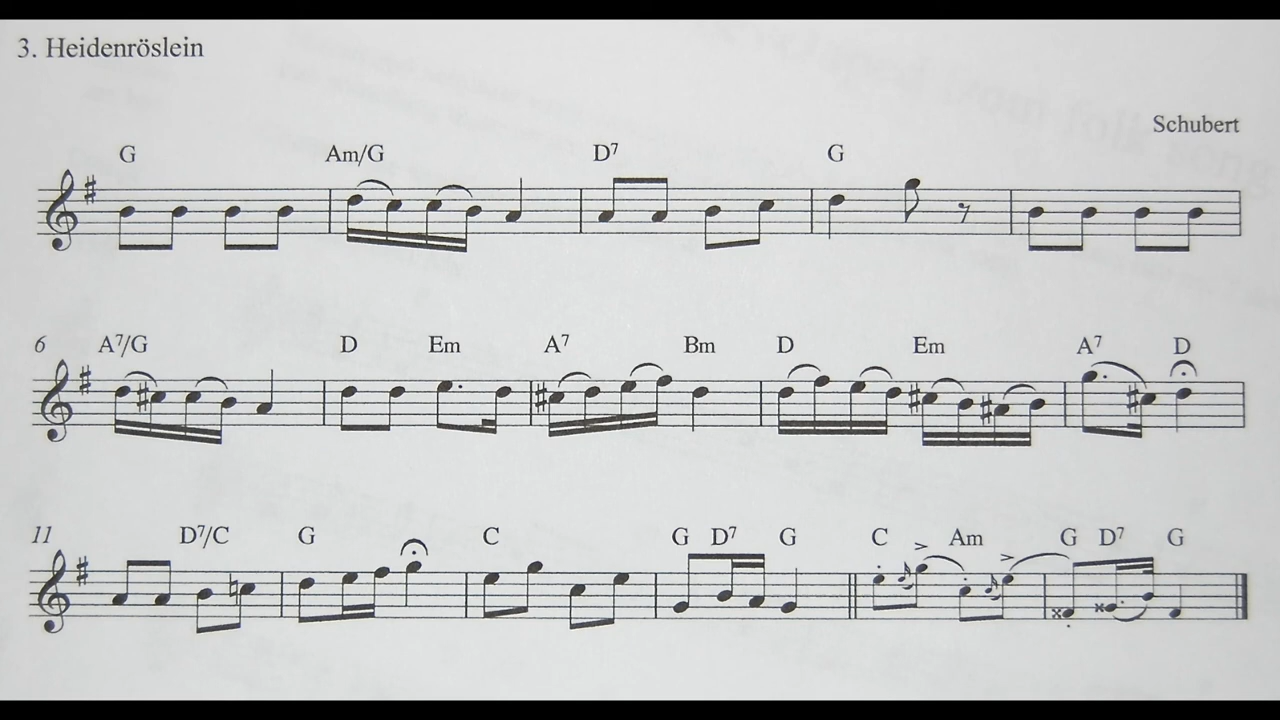 3. Heidenröslein
Schubert
G Am/G D⁷ G
6 A⁷/G D Em A⁷ Bm D Em A⁷ D
11 D⁷/C G C G D⁷ G C Am G D⁷ G